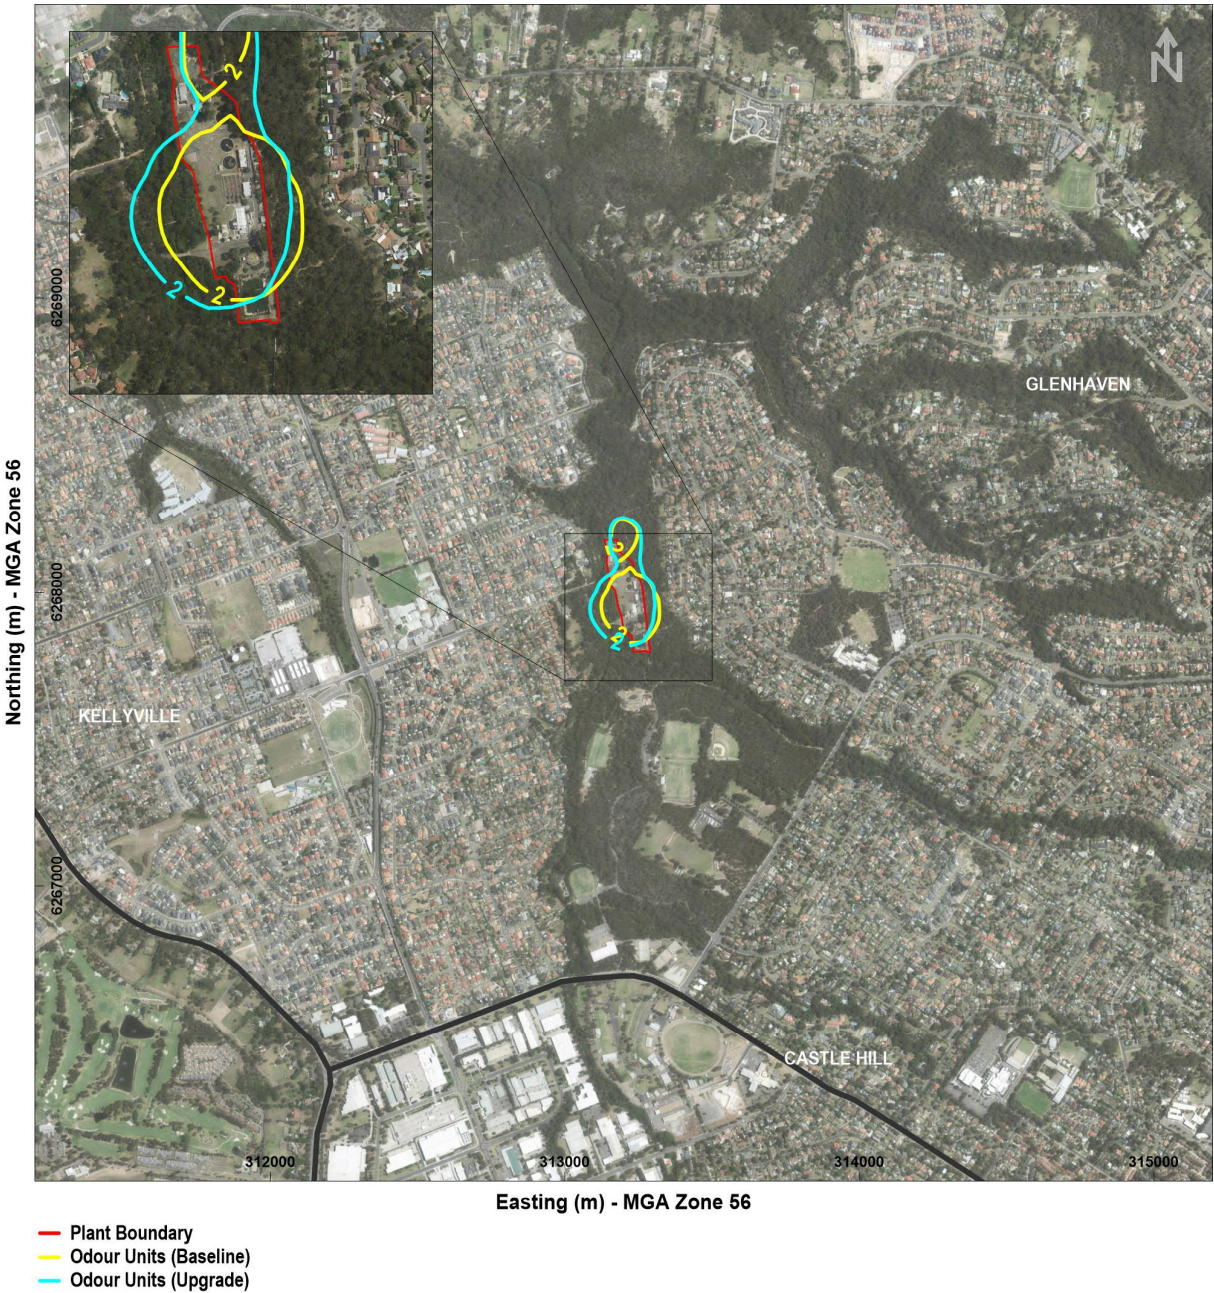 N
2
2
2
6269000
GLENHAVEN
Northing (m) - MGA Zone 56
6268000
2
2
2
KELLYVILLE
6267000
CASTLE HILL
312000
313000
314000
315000
Easting (m) - MGA Zone 56
Plant Boundary
Odour Units (Baseline)
Odour Units (Upgrade)